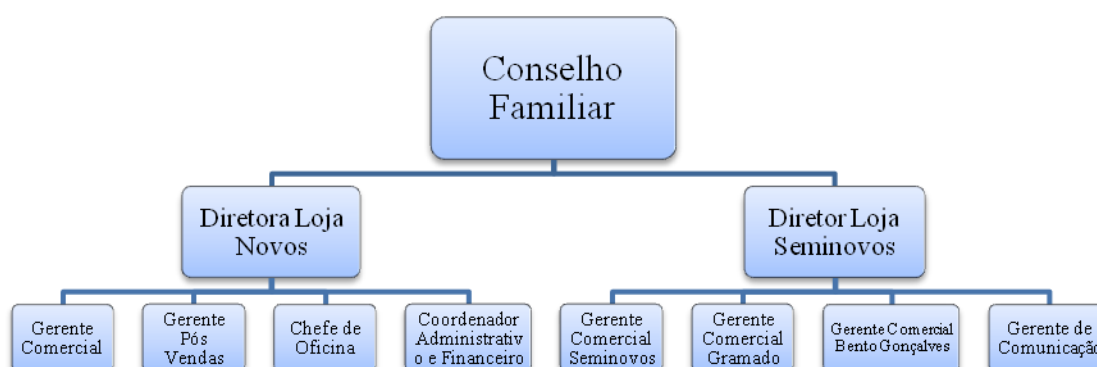 Conselho
Familiar
Diretora Loja
Novos
Diretor Loja
Seminovos
Gerente
Comercial
Gerente
Pós
Vendas
Chefe de
Oficina
Coordenador
Administrativ
o e Financeiro
Gerente
Comercial
Seminovos
Gerente
Comercial
Gramado
Gerente Comercial
Bento Gonçalves
Gerente de
Comunicação